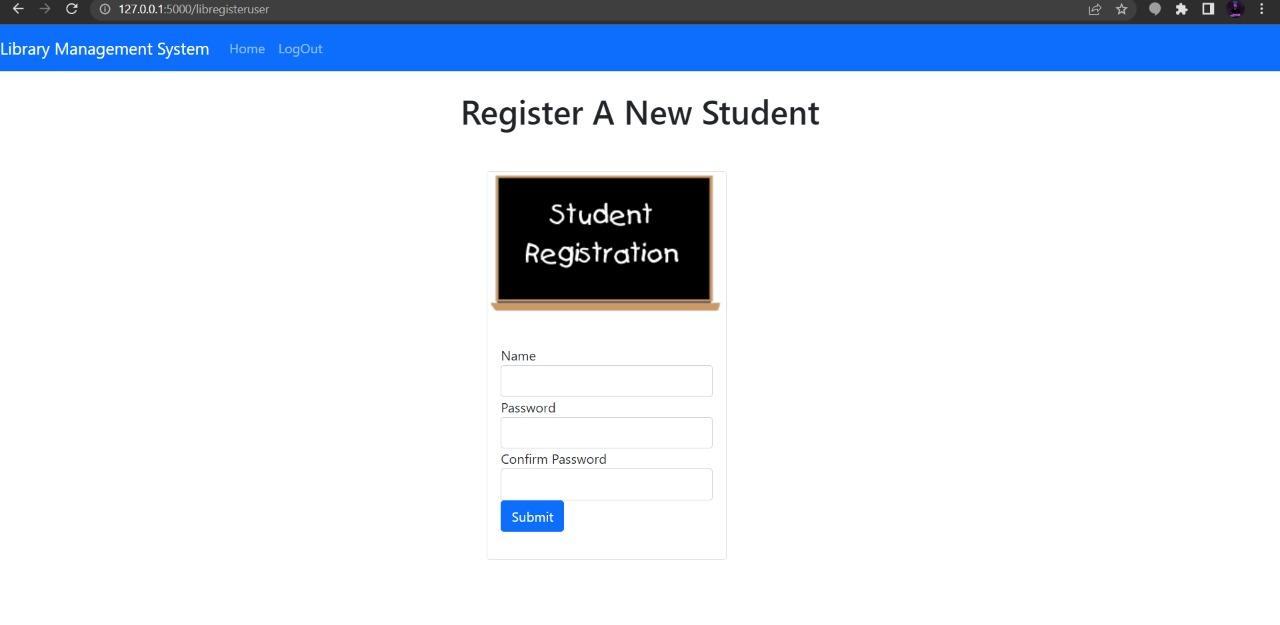 127.0.0.1:5000/libregisteruser
Library Management System Home LogOut
Register A New Student
Student
Registration
Name
Password
Confirm Password
Submit